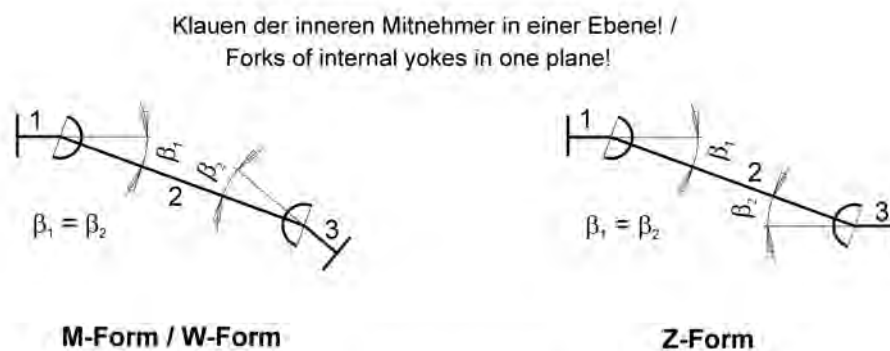 Klauen der inneren Mitnehmer in einer Ebene! /
Forks of internal yokes in one plane!
1
β₁
2
β₂
3
β₁ = β₂
M-Form / W-Form
1
β₁
2
β₂
3
β₁ = β₂
Z-Form